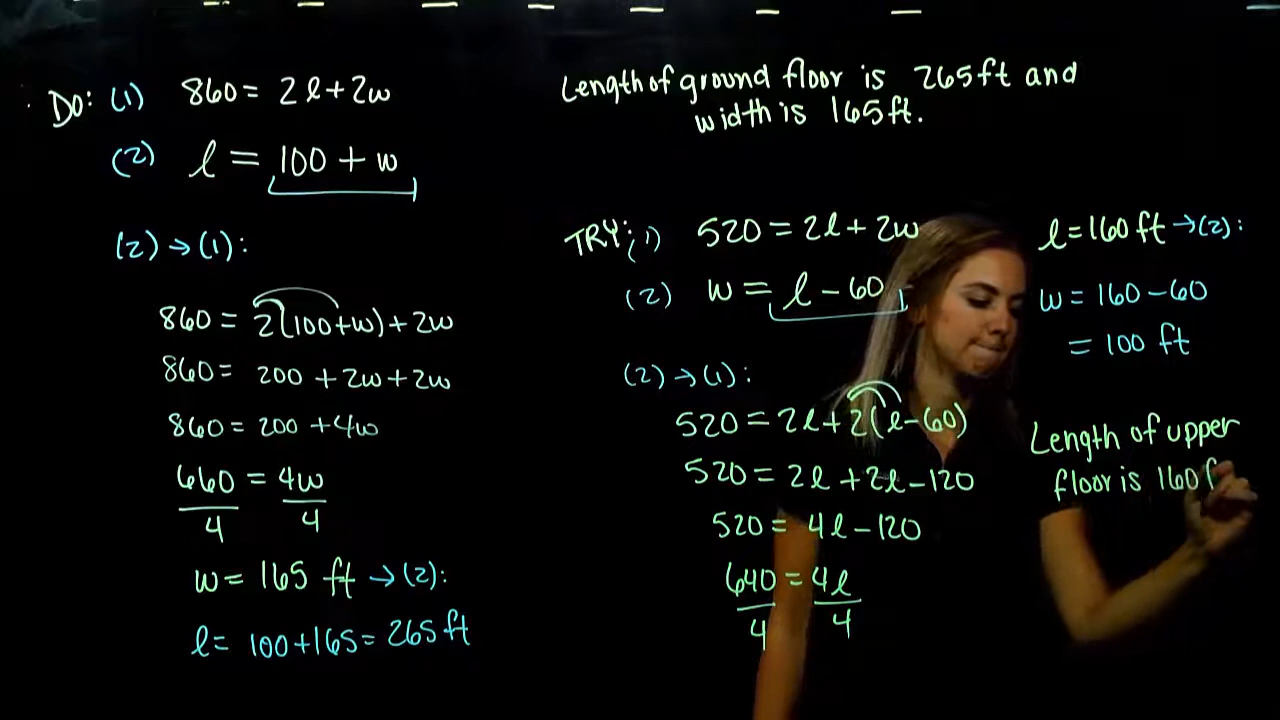 DO: (1) 860 = 2l + 2w
(2) l = 100 + w
(2) → (1):
860 = 2(100+w) + 2w
860 = 200 + 2w + 2w
860 = 200 + 4w
660 = 4w
4 4
w = 165 ft → (2):
l = 100 + 165 = 265 ft
Length of ground floor is 265 ft and
width is 165 ft.
TRY: (1) 520 = 2l + 2w
(2) w = l - 60
(2) → (1):
520 = 2l + 2(l - 60)
520 = 2l + 2l - 120
520 = 4l - 120
640 = 4l
4 4
l = 160 ft → (2):
w = 160 - 60
= 100 ft
Length of upper
floor is 160 f